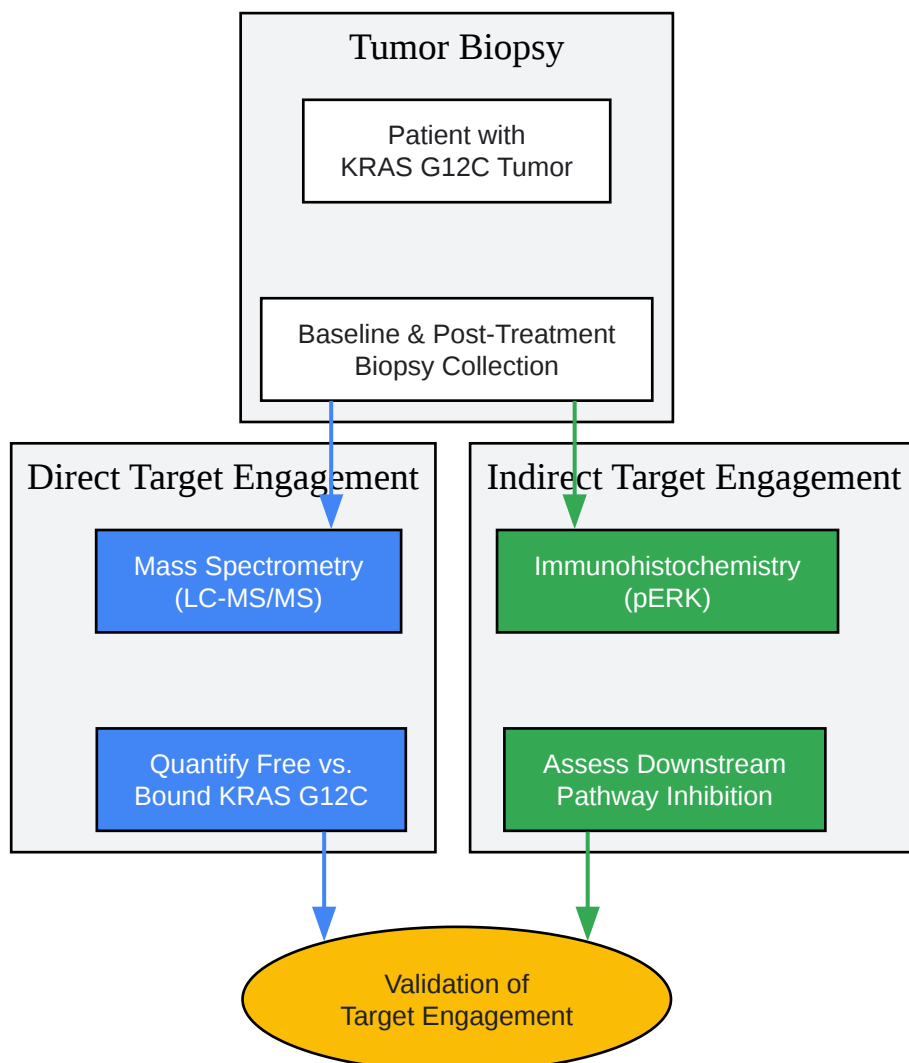 Tumor Biopsy
Patient with
KRAS G12C Tumor
Baseline & Post-Treatment
Biopsy Collection
Direct Target Engagement
Mass Spectrometry
(LC-MS/MS)
Quantify Free vs.
Bound KRAS G12C
Indirect Target Engagement
Immunohistochemistry
(pERK)
Assess Downstream
Pathway Inhibition
Validation of
Target Engagement